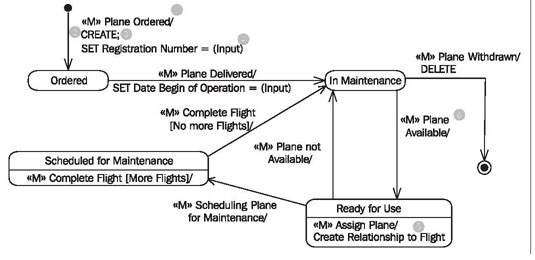 «M» Plane Ordered/
CREATE;
SET Registration Number = (Input)
Ordered
«M» Plane Delivered/
SET Date Begin of Operation = (Input)
In Maintenance
«M» Plane Withdrawn/
DELETE
«M» Complete Flight
[No more Flights]/
«M» Plane
Available/
«M» Plane not
Available/
Scheduled for Maintenance
«M» Complete Flight [More Flights]/
«M» Scheduling Plane
for Maintenance/
Ready for Use
«M» Assign Plane/
Create Relationship to Flight